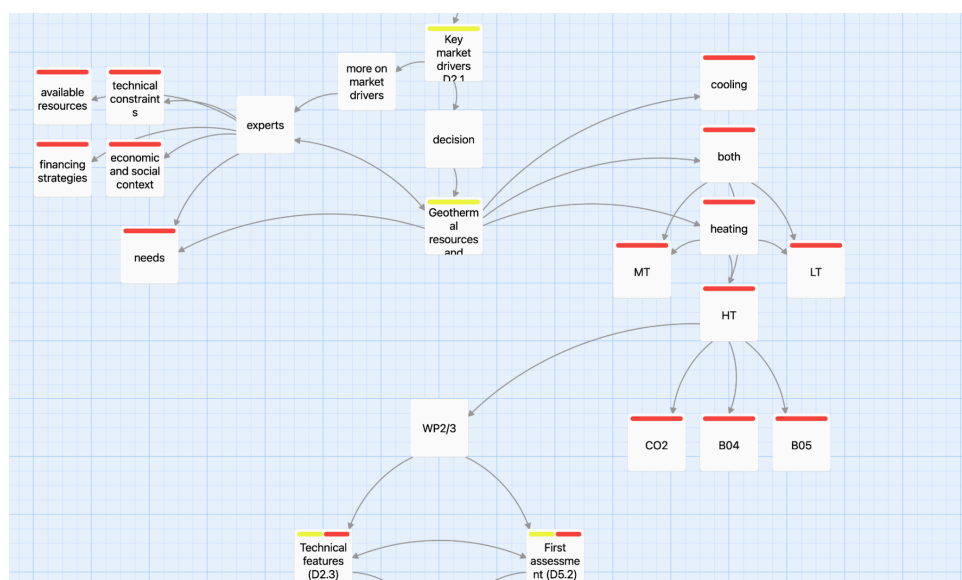 Key
market
drivers
D2.1
more on
market
drivers
cooling
available
resources
technical
constraint
s
experts
decision
both
financing
strategies
economic
and social
context
Geotherm
al
resources
and
heating
needs
MT
LT
HT
WP2/3
CO2
B04
B05
Technical
features
(D2.3)
First
assessme
nt (D5.2)